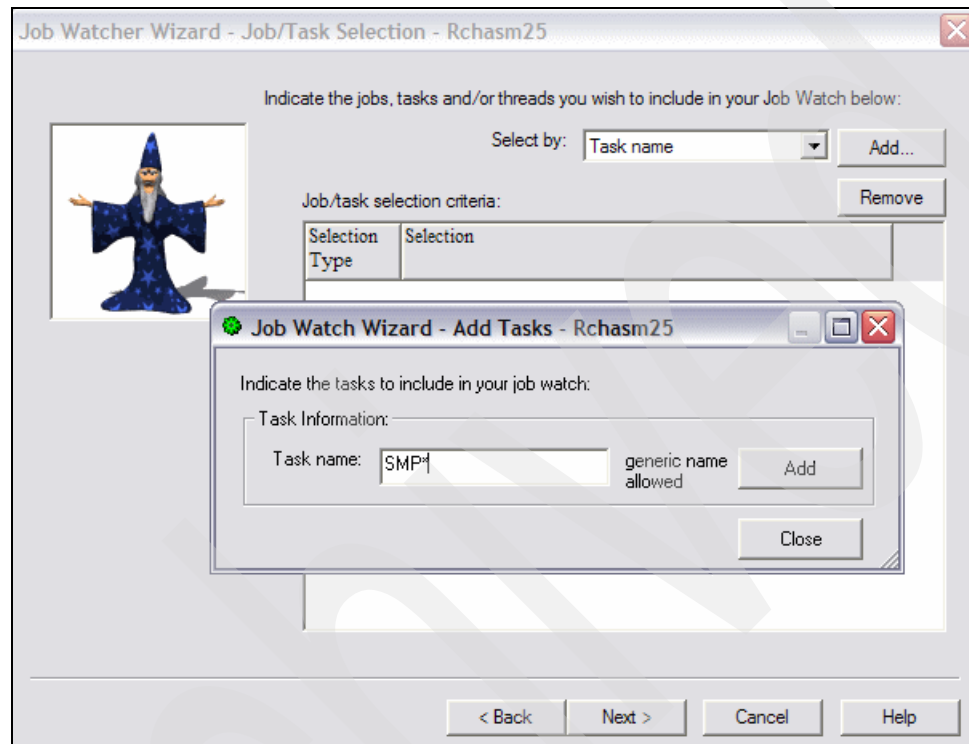 Job Watcher Wizard - Job/Task Selection - Rchasm25
Indicate the jobs, tasks and/or threads you wish to include in your Job Watch below:
Select by:
Task name
Add...
Remove
Job/task selection criteria:
Selection Type
Selection
Job Watch Wizard - Add Tasks - Rchasm25
Indicate the tasks to include in your job watch:
Task Information:
Task name:
SMP*
generic name
allowed
Add
Close
< Back
Next >
Cancel
Help